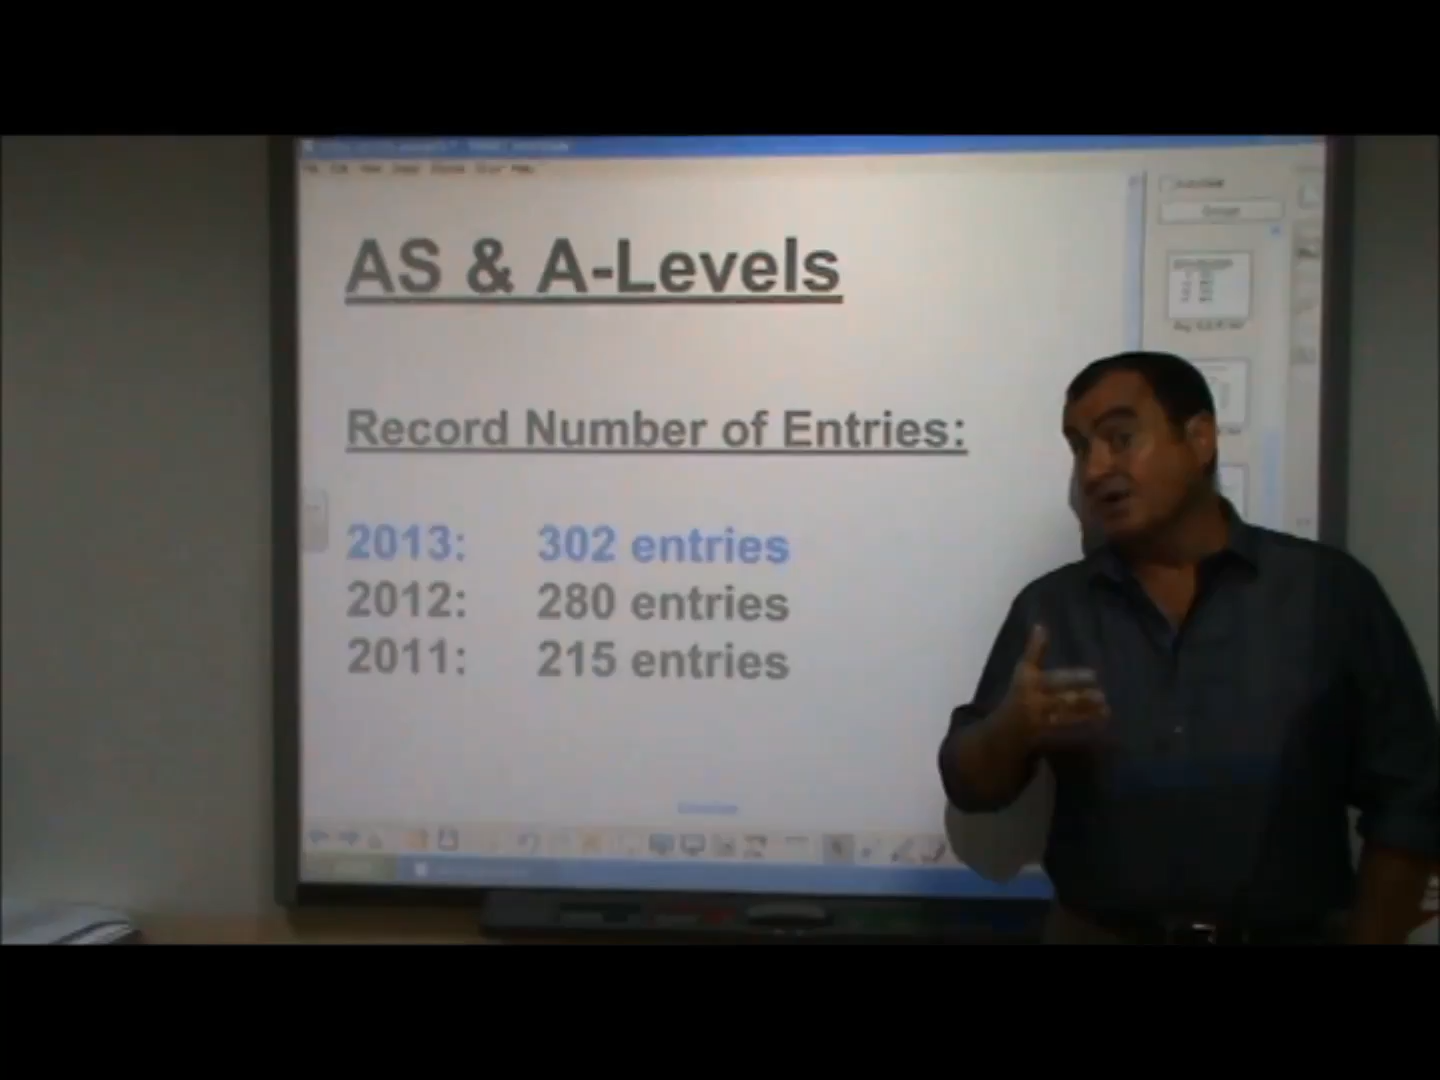 AS & A-Levels
Record Number of Entries:
2013: 302 entries
2012: 280 entries
2011: 215 entries